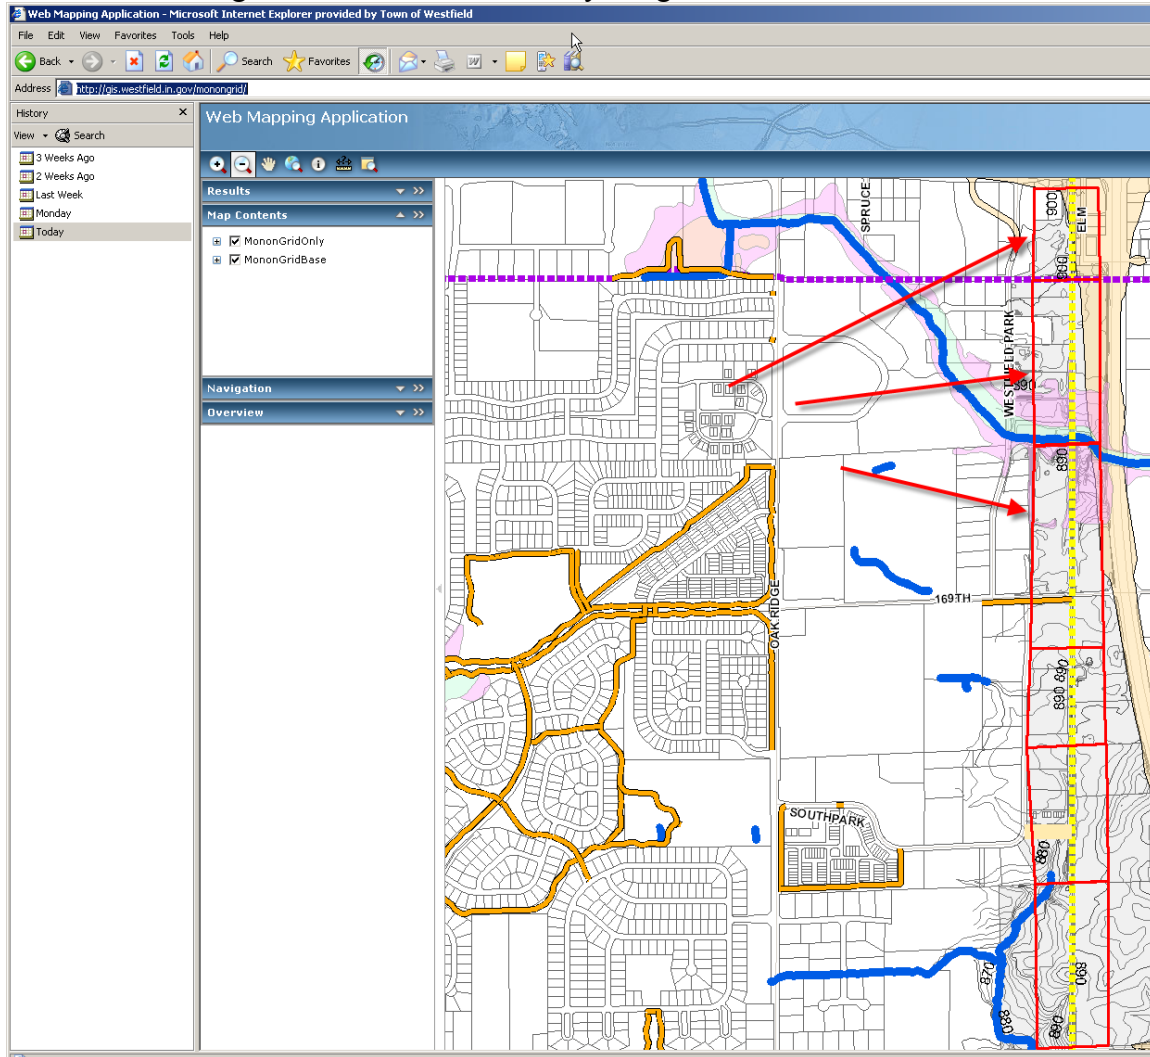 Web Mapping Application - Microsoft Internet Explorer provided by Town of Westfield
File Edit View Favorites Tools Help
Back Search Favorites
Address http://gis.westfield.in.gov/monongrid/
History
View Search
3 Weeks Ago
2 Weeks Ago
Last Week
Monday
Today
Web Mapping Application
Results
Map Contents
MononGridOnly
MononGridBase
Navigation
Overview
SPRUCE
900
ELM
890
WESTFIELD PARK
890
890
OAK RIDGE
169TH
890 890
SOUTHPARK
880
870
890
880
890